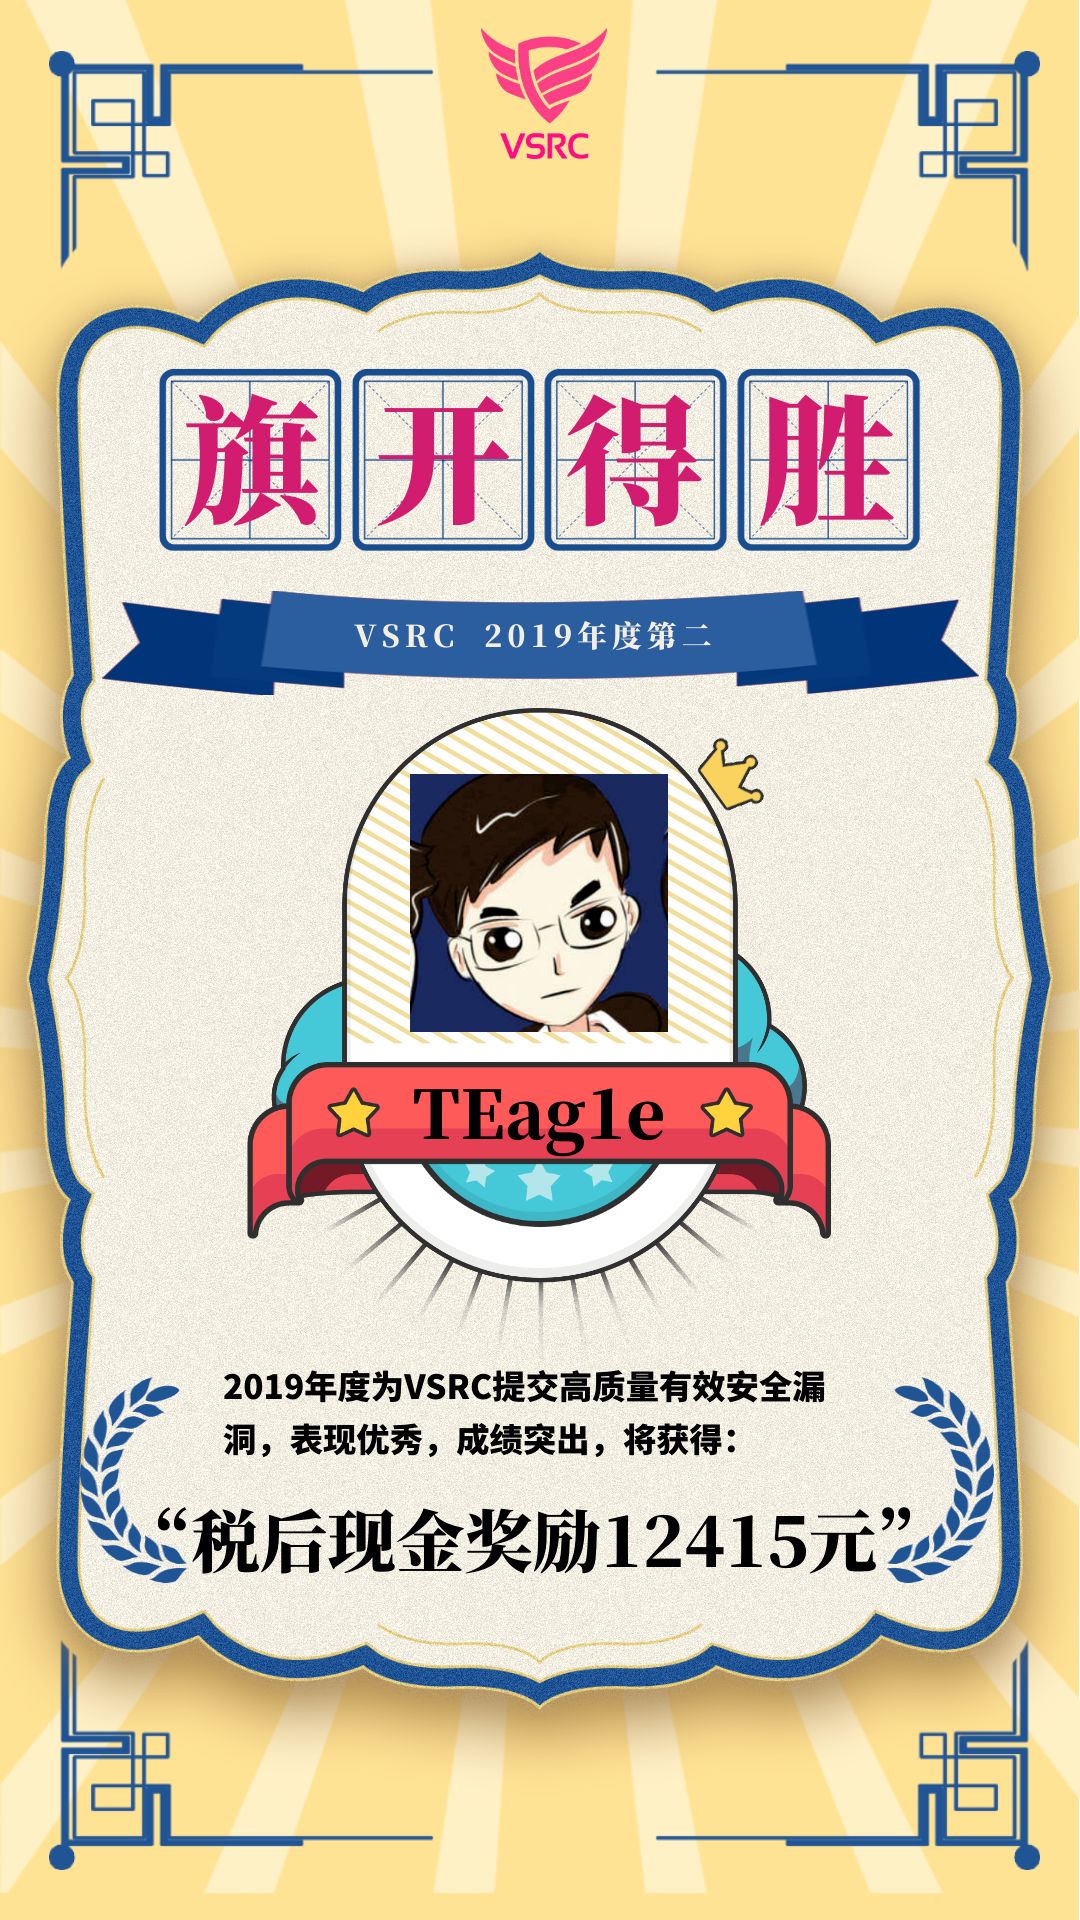 VSRC
旗开得胜
VSRC 2019年度第二
TEag1e
2019年度为VSRC提交高质量有效安全漏
洞，表现优秀，成绩突出，将获得：
“税后现金奖励12415元”